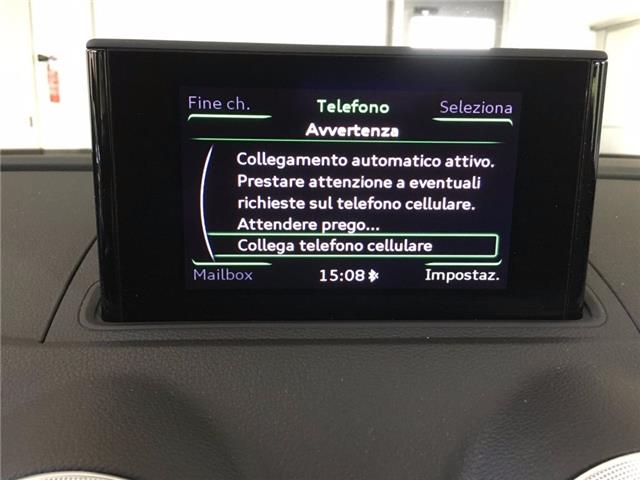 Fine ch.
Telefono
Seleziona
Avvertenza
Collegamento automatico attivo.
Prestare attenzione a eventuali
richieste sul telefono cellulare.
Attendere prego...
Collega telefono cellulare
Mailbox
15:08
Impostaz.